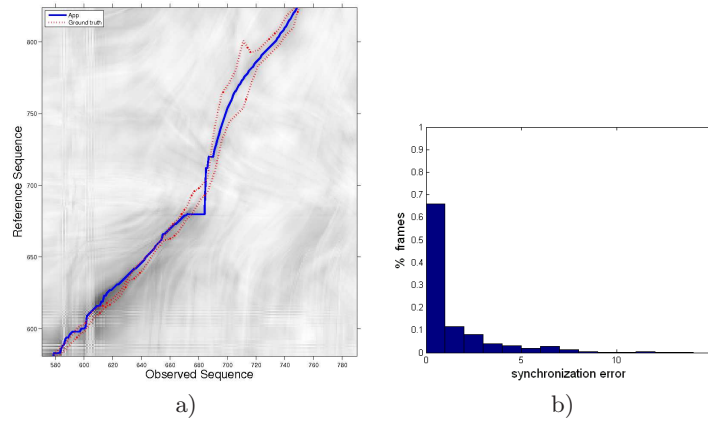 App
Ground truth
800
750
700
650
600
Reference Sequence
580 600 620 640 660 680 700 720 740 760 780
Observed Sequence
a)
1
0.9
0.8
0.7
0.6
0.5
0.4
0.3
0.2
0.1
0
% frames
0 5 10
synchronization error
b)